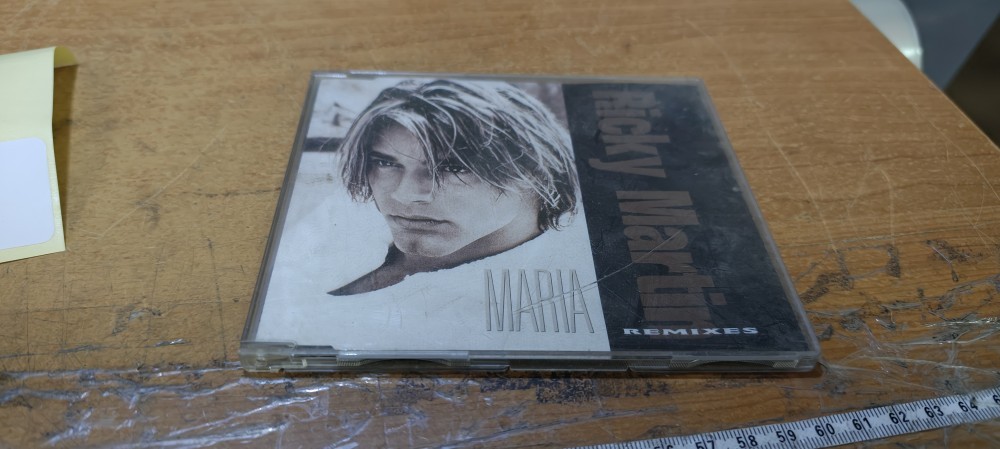 Ricky Martin
MARIA
REMIXES
57 58 59 60 61 62 63 64